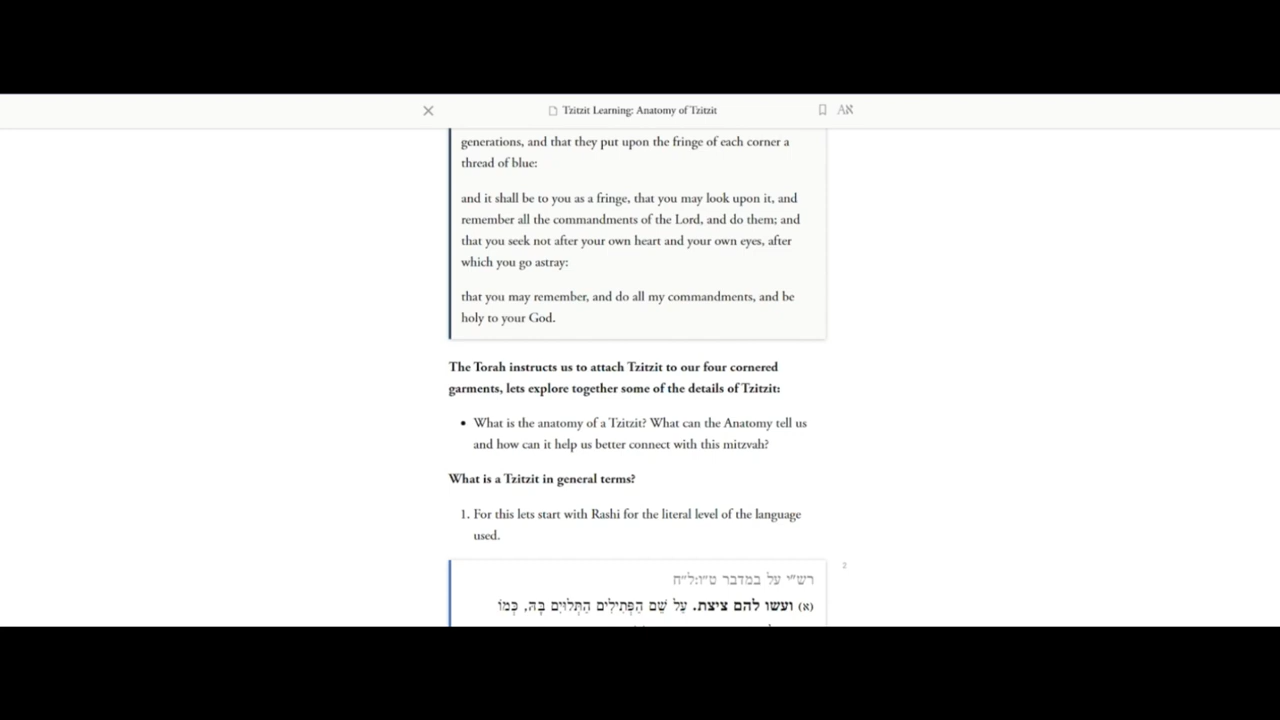 Tzitzit Learning: Anatomy of Tzitzit
Aא
generations, and that they put upon the fringe of each corner a
thread of blue:
and it shall be to you as a fringe, that you may look upon it, and
remember all the commandments of the Lord, and do them; and
that you seek not after your own heart and your own eyes, after
which you go astray:
that you may remember, and do all my commandments, and be
holy to your God.
The Torah instructs us to attach Tzitzit to our four cornered
garments, lets explore together some of the details of Tzitzit:
• What is the anatomy of a Tzitzit? What can the Anatomy tell us
and how can it help us better connect with this mitzvah?
What is a Tzitzit in general terms?
1. For this lets start with Rashi for the literal level of the language
used.
2
רש״י על במדבר ט״ו:ל״ח
(א) ועשו להם ציצת. עַל שֵׁם הַפְּתִילִים הַתְּלוּיִם בָּהּ, כְּמוֹ